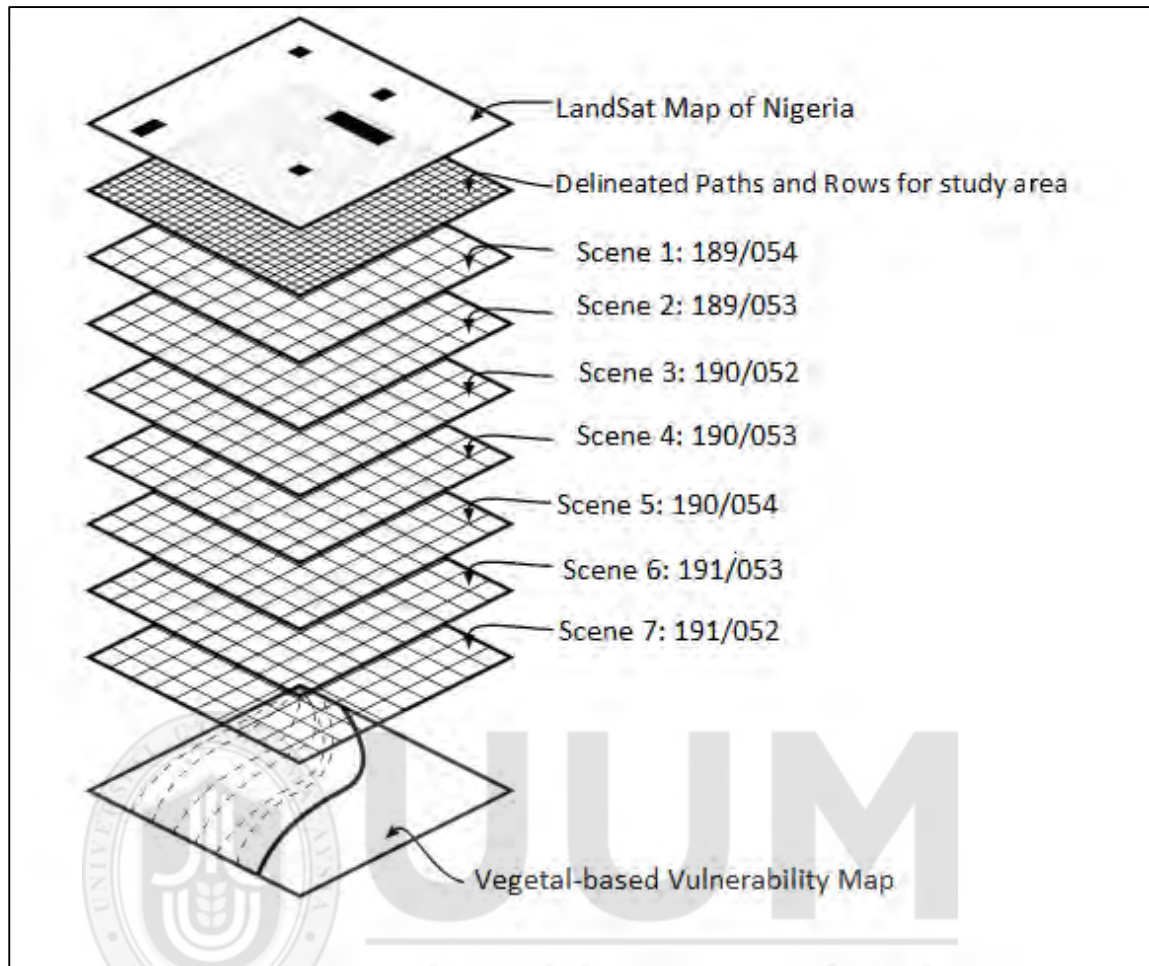 LandSat Map of Nigeria
Delineated Paths and Rows for study area
Scene 1: 189/054
Scene 2: 189/053
Scene 3: 190/052
Scene 4: 190/053
Scene 5: 190/054
Scene 6: 191/053
Scene 7: 191/052
UUM
Vegetal-based Vulnerability Map